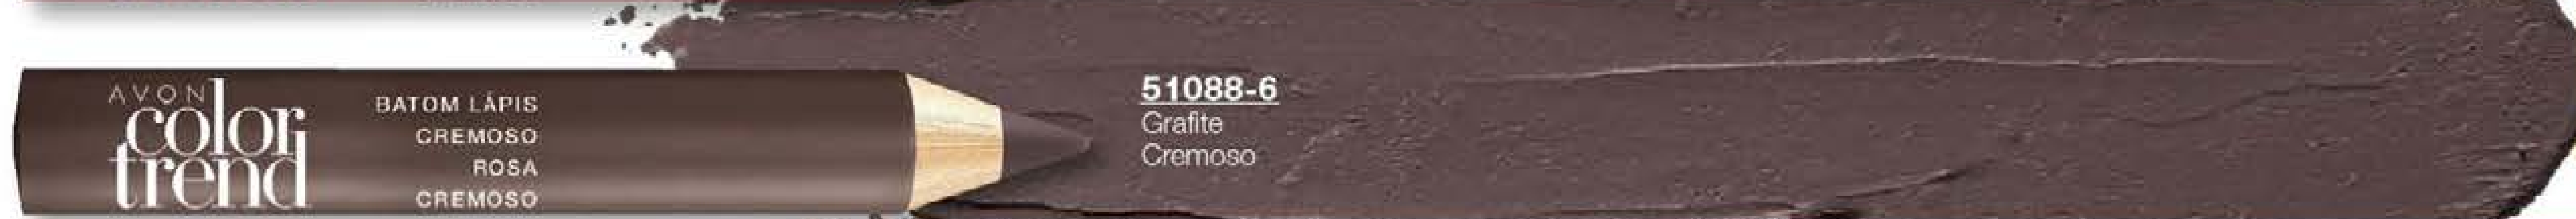 AVON
color
trend
BATOM LÁPIS
CREMOSO
ROSA
CREMOSO
51088-6
Grafite
Cremoso